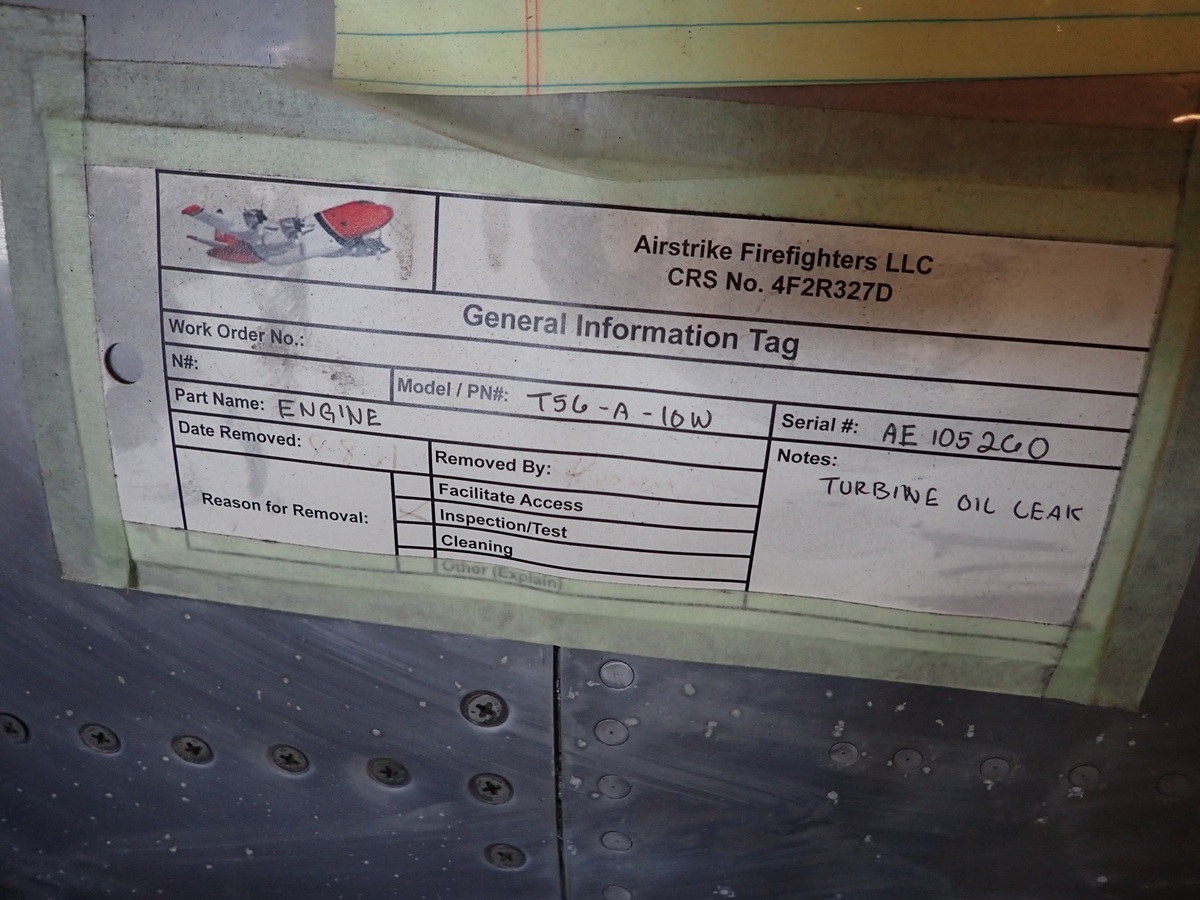 Airstrike Firefighters LLC
CRS No. 4F2R327D
General Information Tag
Work Order No.:
N#:
Model / PN#: T56-A-10W
Serial #: AE 105260
Part Name: ENGINE
Date Removed:
Removed By:
Notes:
TURBINE OIL LEAK
Reason for Removal:
Facilitate Access
Inspection/Test
Cleaning
Other (Explain)